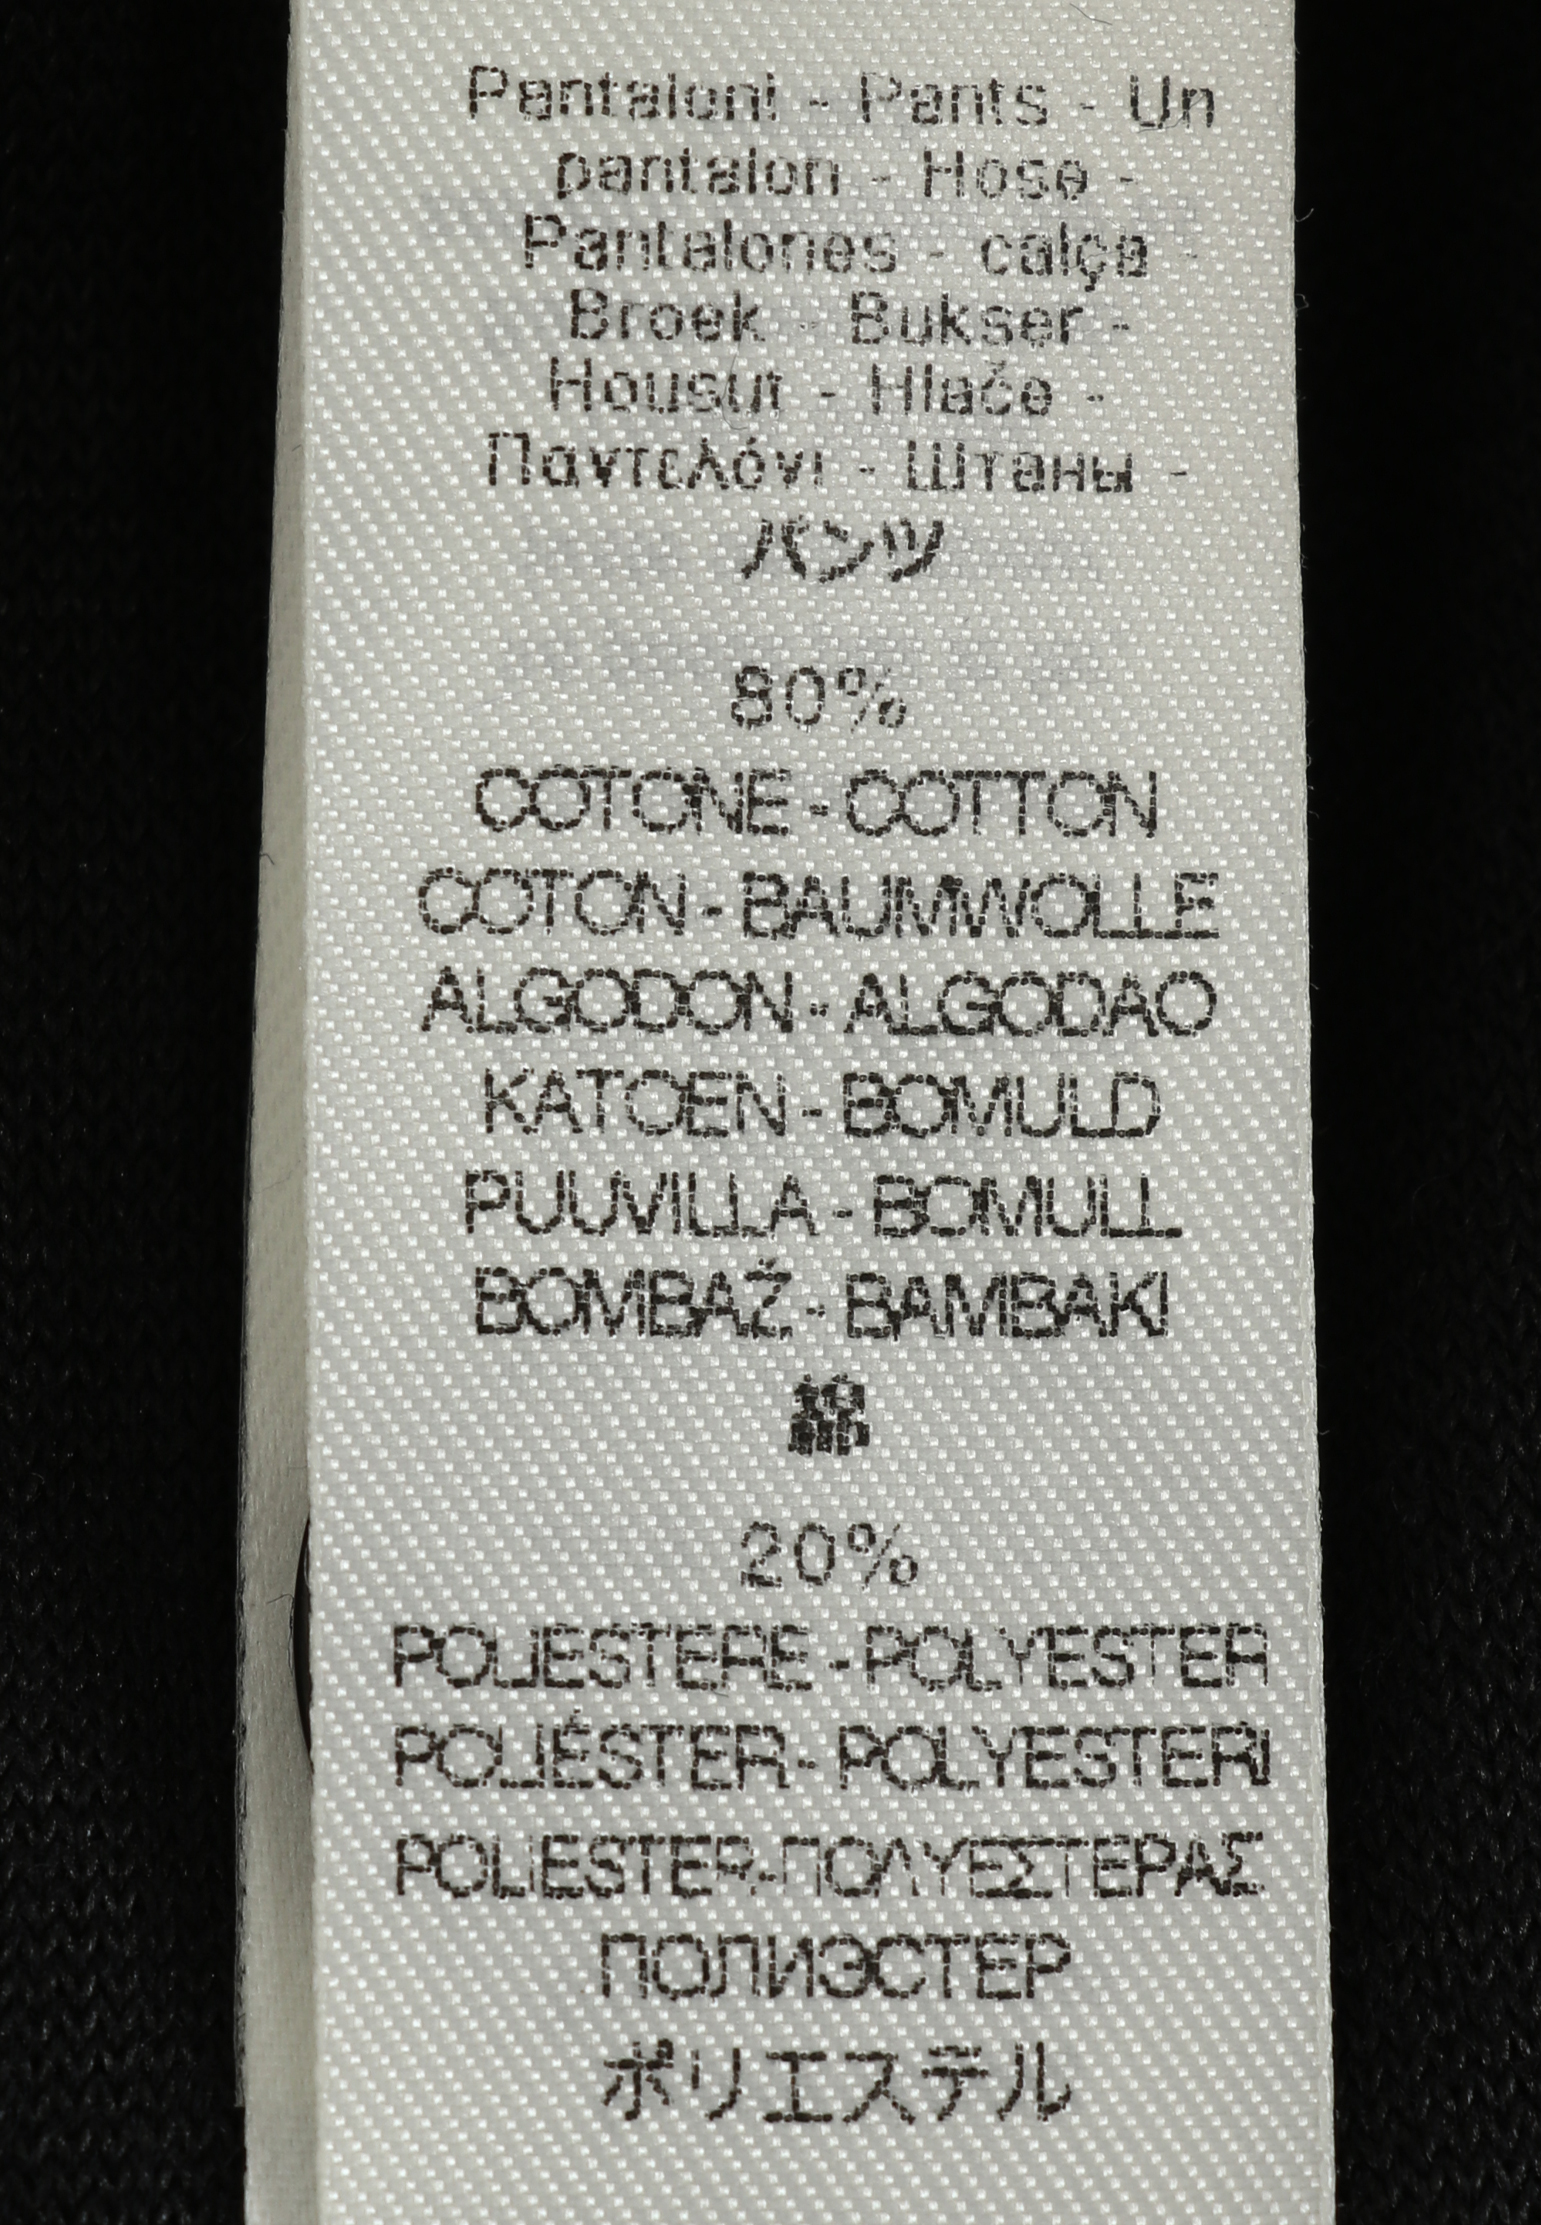 Pantaloni - Pants - Un
pantalon - Hose -
Pantalones - calça -
Broek - Bukser -
Housut - Hlače -
Παντελόνι - Штаны -
パンツ
80%
COTONE - COTTON
COTON - BAUMWOLLE
ALGODON - ALGODAO
KATOEN - BOMULD
PUUVILLA - BOMULL
BOMBAŽ - BAMBAKI
綿
20%
POLIESTERE - POLYESTER
POLIÉSTER - POLYESTERI
POLIESTER-ΠΟΛΥΕΣΤΕΡΑΣ
ПОЛИЭСТЕР
ポリエステル